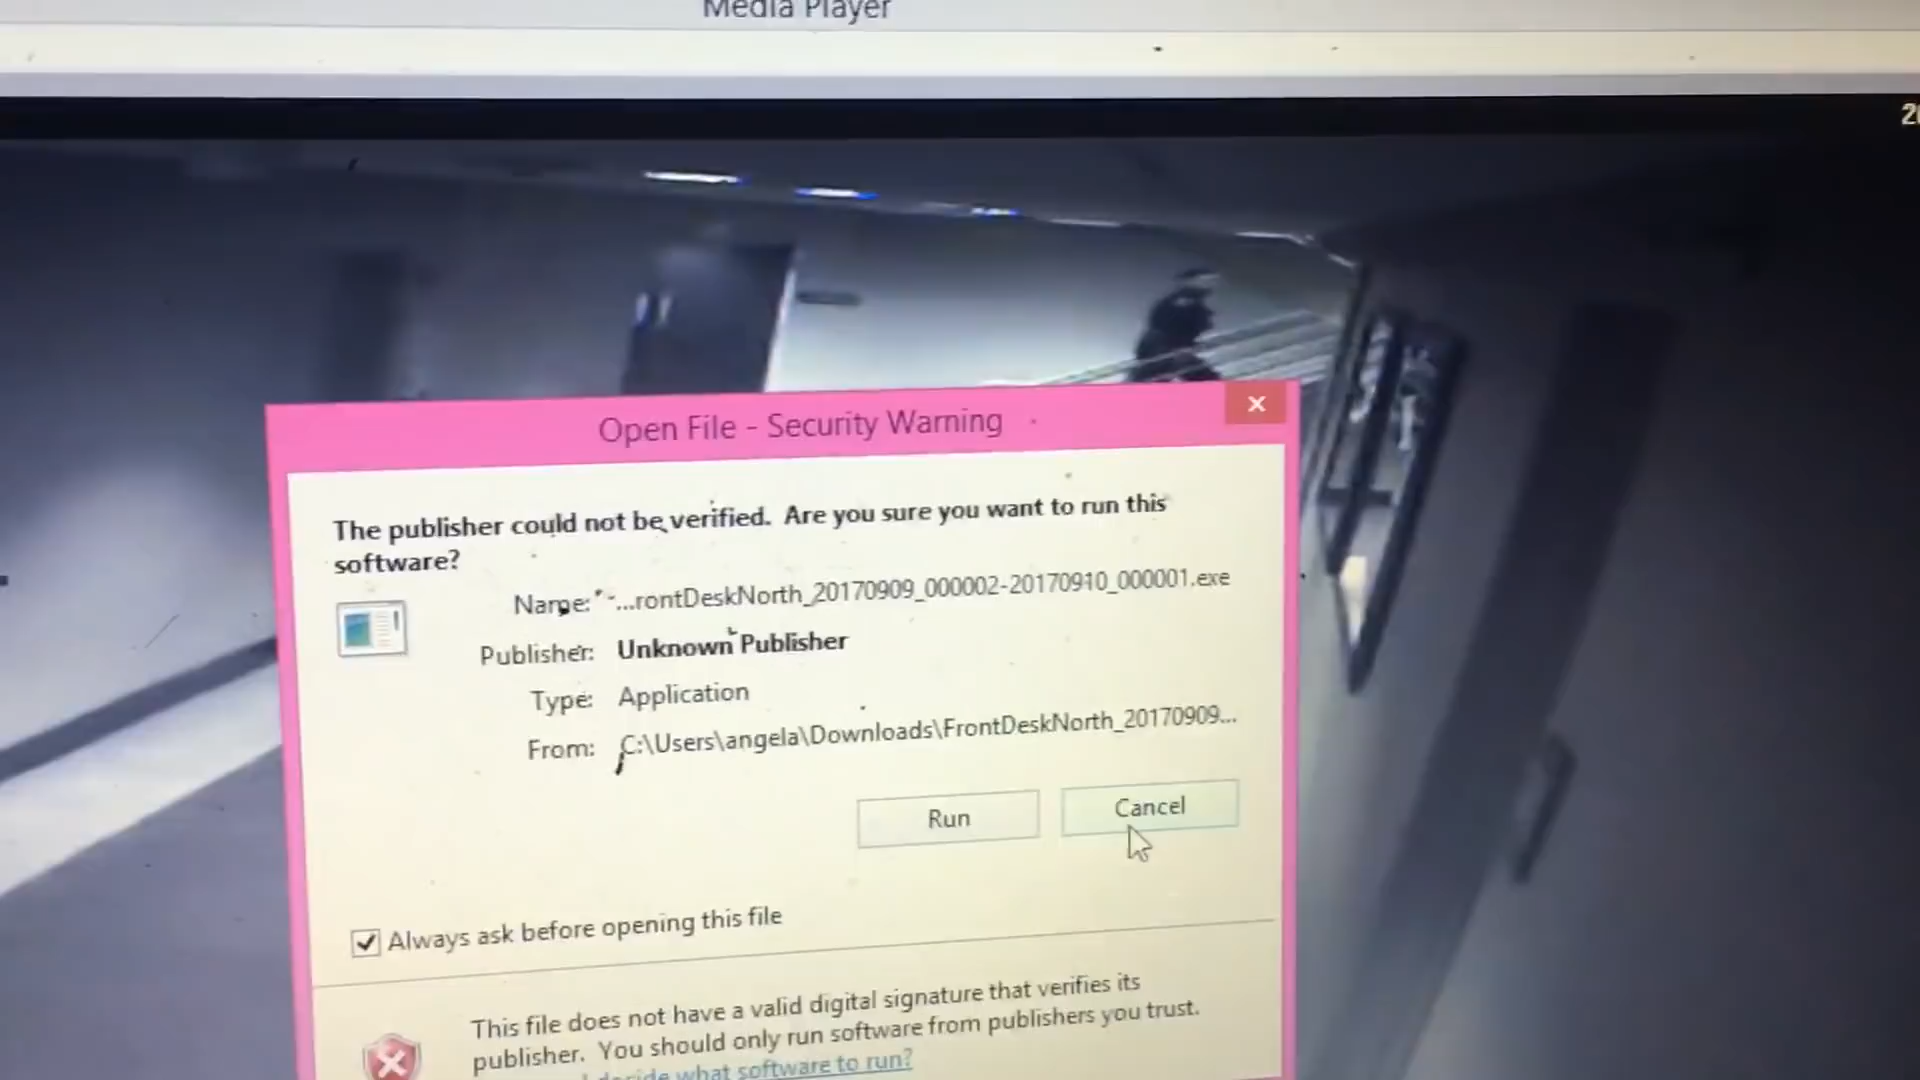 Media Player
20
Open File - Security Warning
The publisher could not be verified. Are you sure you want to run this
software?
Name: ...rontDeskNorth_20170909_000002-20170910_000001.exe
Publisher: Unknown Publisher
Type: Application
From: C:\Users\angela\Downloads\FrontDeskNorth_20170909...
Run Cancel
Always ask before opening this file
This file does not have a valid digital signature that verifies its
publisher. You should only run software from publishers you trust.
decide what software to run?